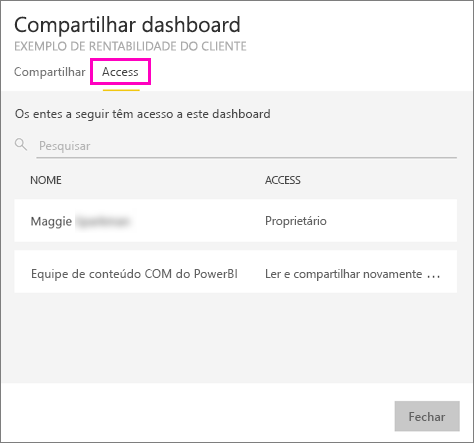 Compartilhar dashboard
EXEMPLO DE RENTABILIDADE DO CLIENTE
Compartilhar Access
Os entes a seguir têm acesso a este dashboard
Pesquisar
NOME ACCESS
Maggie Proprietário
Equipe de conteúdo COM do PowerBI Ler e compartilhar novamente ...
Fechar